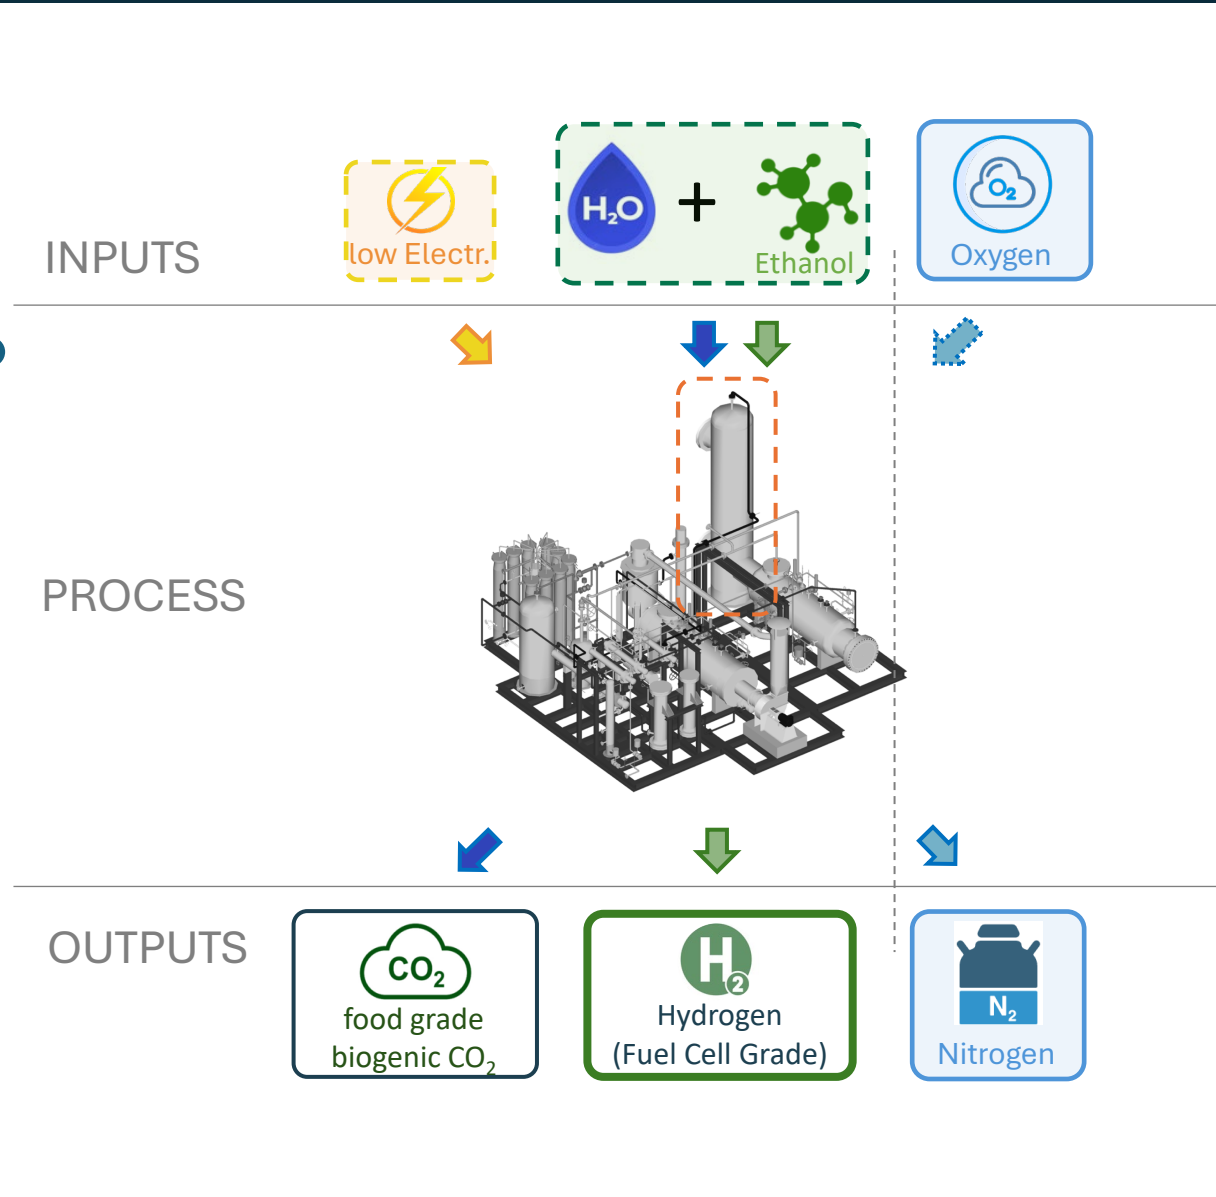 INPUTS
low Electr.
H₂O
+
Ethanol
O₂
Oxygen
PROCESS
OUTPUTS
CO₂
food grade
biogenic CO₂
H₂
Hydrogen
(Fuel Cell Grade)
N₂
Nitrogen